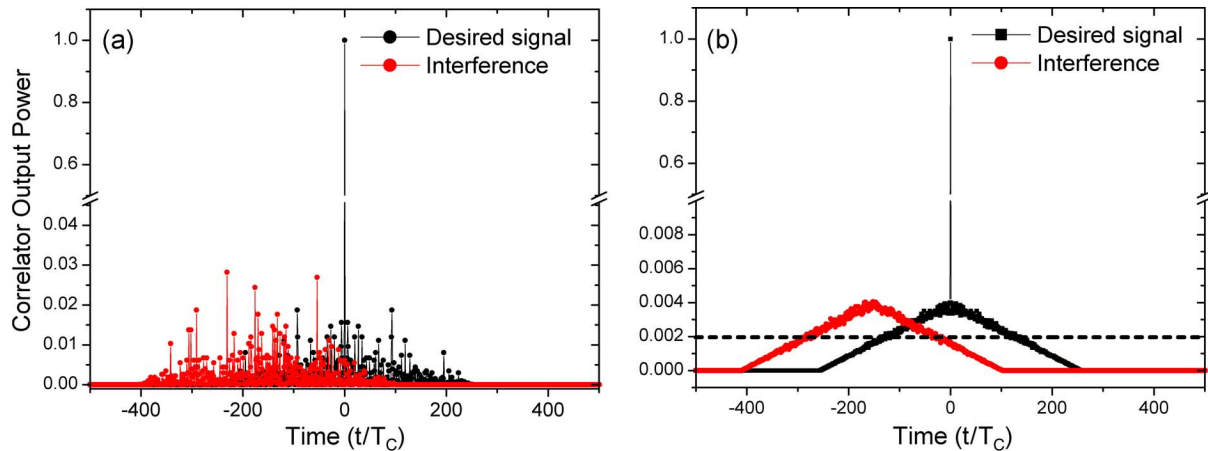 (a)
Desired signal
Interference
Correlator Output Power
1.0
0.8
0.6
0.04
0.03
0.02
0.01
0.00
-400 -200 0 200 400
Time (t/T_C)
(b)
Desired signal
Interference
1.0
0.8
0.6
0.008
0.006
0.004
0.002
0.000
-400 -200 0 200 400
Time (t/T_C)